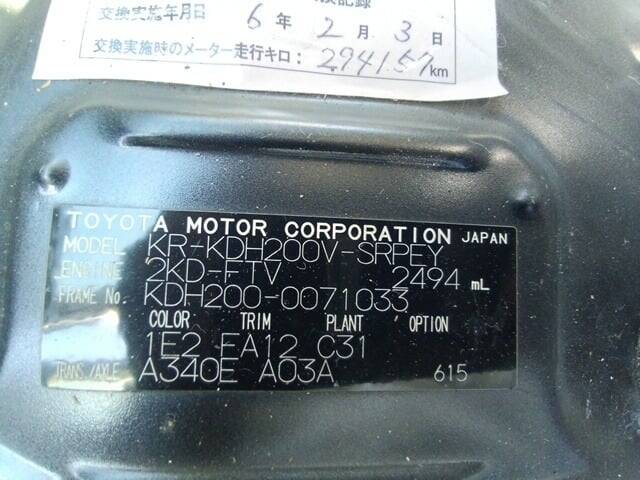 交換実施年月日 6年 2月 3日
交換実施時のメーター走行キロ: 294157km
TOYOTA MOTOR CORPORATION JAPAN
MODEL KR-KDH200V-SRPEY
ENGINE 2KD-FTV 2494 mL
FRAME No. KDH200-0071033
COLOR TRIM PLANT OPTION
1E2 FA12 C31
TRANS./AXLE A340E A03A 615